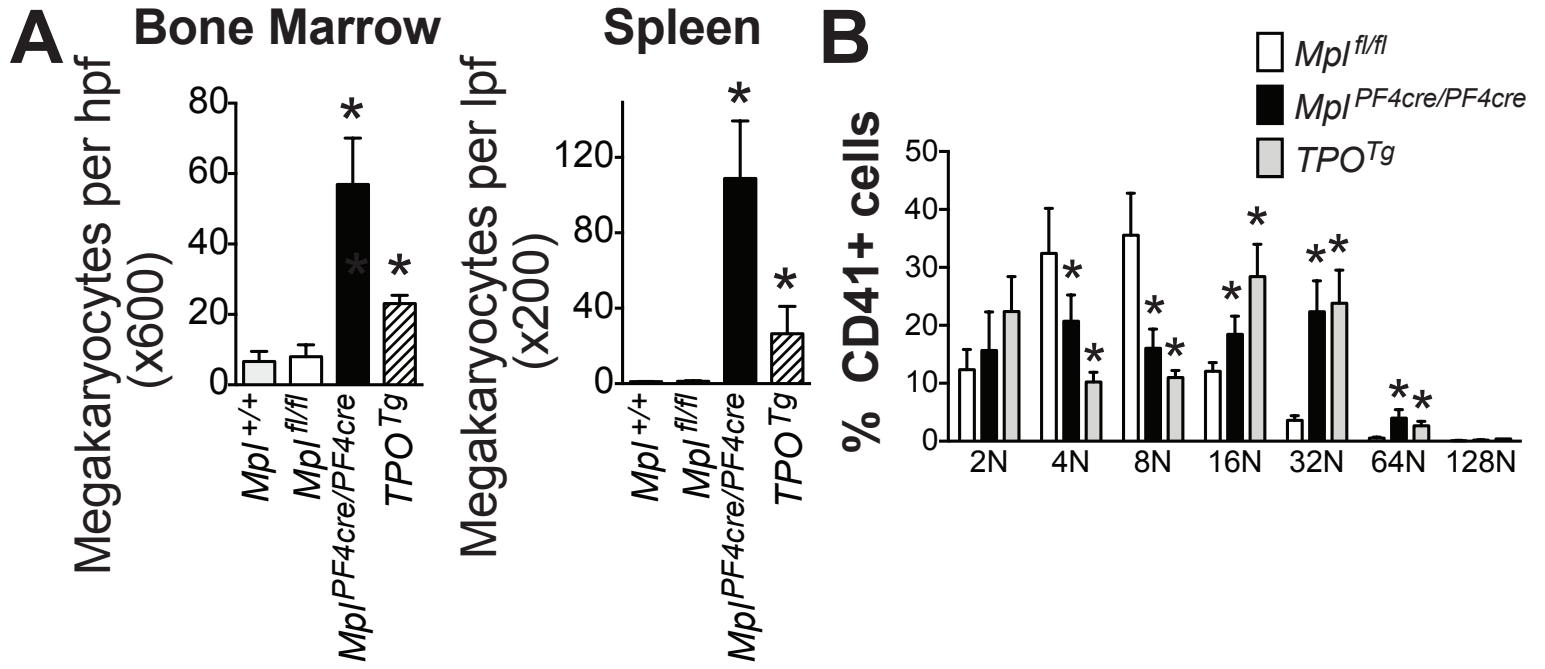 A
Bone Marrow
Megakaryocytes per hpf
(x600)
80
60
40
20
0
*
*
*
Mpl +/+
Mpl fl/fl
Mpl PF4cre/PF4cre
TPO Tg
Spleen
Megakaryocytes per lpf
(x200)
120
80
40
0
*
*
Mpl +/+
Mpl fl/fl
Mpl PF4cre/PF4cre
TPO Tg
B
Mpl fl/fl
Mpl PF4cre/PF4cre
TPO Tg
% CD41+ cells
50
40
30
20
10
0
* * * * * * * * * *
2N 4N 8N 16N 32N 64N 128N